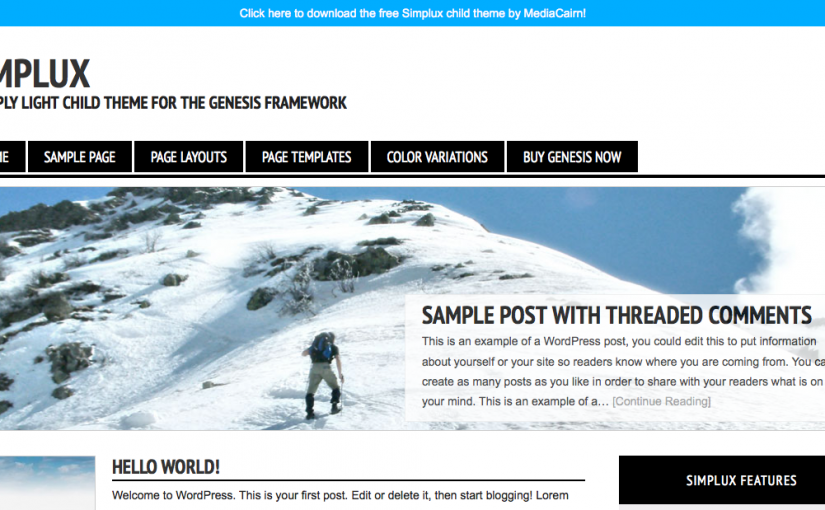 Click here to download the free Simplux child theme by MediaCairn!
MPLUX
PLY LIGHT CHILD THEME FOR THE GENESIS FRAMEWORK
ME
SAMPLE PAGE
PAGE LAYOUTS
PAGE TEMPLATES
COLOR VARIATIONS
BUY GENESIS NOW
SAMPLE POST WITH THREADED COMMENTS
This is an example of a WordPress post, you could edit this to put information
about yourself or your site so readers know where you are coming from. You ca
create as many posts as you like in order to share with your readers what is on
your mind. This is an example of a… [Continue Reading]
HELLO WORLD!
Welcome to WordPress. This is your first post. Edit or delete it, then start blogging! Lorem
SIMPLUX FEATURES